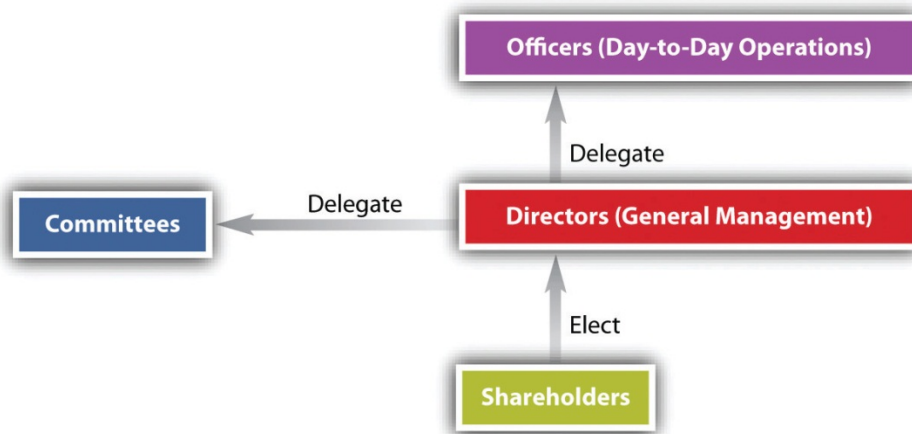 Officers (Day-to-Day Operations)
Delegate
Delegate
Committees
Directors (General Management)
Elect
Shareholders